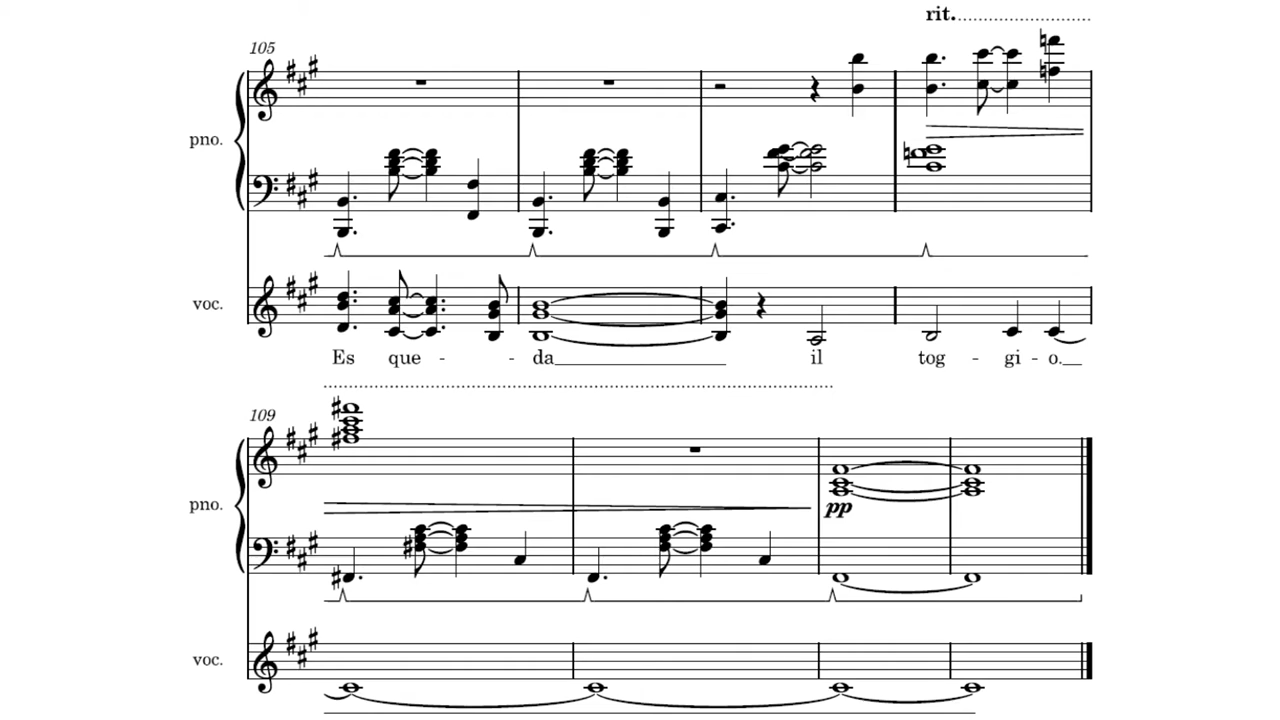 rit.
105
pno.
voc.
Es que - - da il tog - gi - o.
109
pno.
pp
voc.